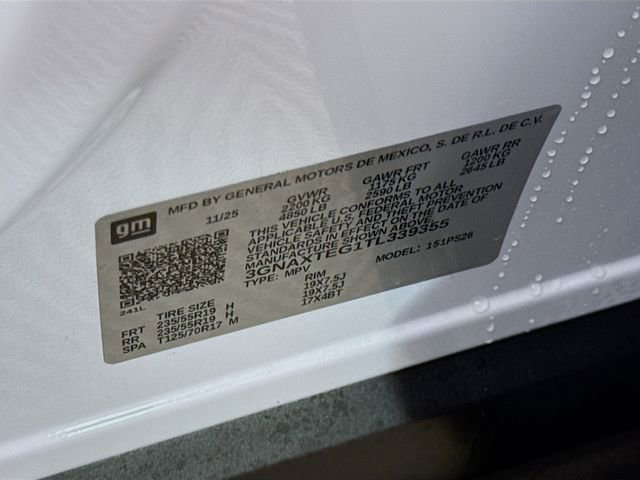 gm
MFD BY GENERAL MOTORS DE MEXICO, S. DE R.L. DE C.V.
11/25 GVWR GAWR FRT GAWR RR
2200 KG 1175 KG 1200 KG
4850 LB 2590 LB 2645 LB
THIS VEHICLE CONFORMS TO ALL
APPLICABLE U.S. FEDERAL MOTOR
VEHICLE SAFETY AND THEFT PREVENTION
STANDARDS IN EFFECT ON THE DATE OF
MANUFACTURE SHOWN ABOVE.
3GNAXTEG1TL339355
TYPE: MPV MODEL: 151PS26
241L
TIRE SIZE RIM
FRT 235/55R19 H 19X7.5J
RR 235/55R19 H 19X7.5J
SPA T125/70R17 M 17X4BT